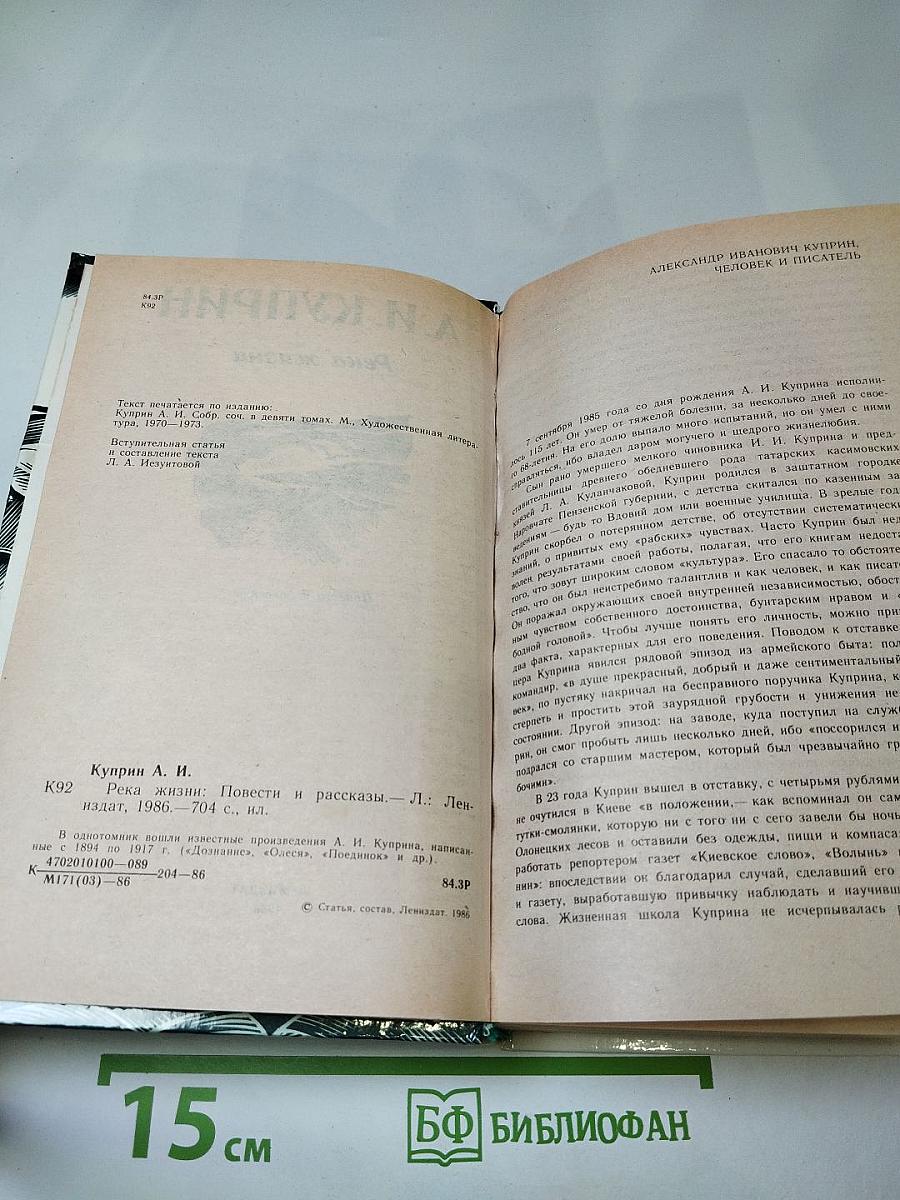 84.3Р
К92
Текст печатается по изданию:
Куприн А. И. Собр. соч. в девяти томах. М., Художественная литера-
тура, 1970—1973.
Вступительная статья
и составление текста
Л. А. Иезуитовой
Куприн А. И.
К92 Река жизни: Повести и рассказы.— Л.: Лен-
издат, 1986.—704 с., ил.
В однотомник вошли известные произведения А. И. Куприна, написан-
ные с 1894 по 1917 г. («Дознание», «Олеся», «Поединок» и др.).
К 4702010100—089
М171(03)—86
204—86
84.3Р
© Статья, состав, Лениздат, 1986
АЛЕКСАНДР ИВАНОВИЧ КУПРИН,
ЧЕЛОВЕК И ПИСАТЕЛЬ
7 сентября 1985 года со дня рождения А. И. Куприна исполни-
лось 115 лет. Он умер от тяжелой болезни, за несколько дней до свое-
го 68-летия. На его долю выпало много испытаний, но он умел с ними
справляться, ибо владел даром могучего и щедрого жизнелюбия.
Сын рано умершего мелкого чиновника И. И. Куприна и пред-
ставительницы древнего обедневшего рода татарских касимовских
князей Л. А. Куланчаковой, Куприн родился в заштатном городке
Наровчате Пензенской губернии, с детства скитался по казенным за
ведениям — будь то Вдовий дом или военные училища. В зрелые год
Куприн скорбел о потерянном детстве, об отсутствии систематически
знаний, о привитых ему «рабских» чувствах. Часто Куприн был нед
волен результатами своей работы, полагая, что его книгам недоста
того, что зовут широким словом «культура». Его спасало то обстояте
ство, что он был неистребимо талантлив и как человек, и как писат
Он поражал окружающих своей внутренней независимостью, обост
ным чувством собственного достоинства, бунтарским нравом и «
бодной головой». Чтобы лучше понять его личность, можно при
два факта, характерных для его поведения. Поводом к отставке
цера Куприна явился рядовой эпизод из армейского быта: пол
командир, «в душе прекрасный, добрый и даже сентиментальный
век», по пустяку накричал на бесправного поручика Куприна, к
стерпеть и простить этой заурядной грубости и унижения не
состоянии. Другой эпизод: на заводе, куда поступил на служб
рин, он смог пробыть лишь несколько дней, ибо «поссорился и
подрался со старшим мастером, который был чрезвычайно гр
бочими».
В 23 года Куприн вышел в отставку, с четырьмя рублями
не очутился в Киеве «в положении,— как вспоминал он сам
тутки-смолянки, которую ни с того ни с сего завели бы ночь
Олонецких лесов и оставили без одежды, пищи и компаса
работать репортером газет «Киевское слово», «Волынь»
нин»: впоследствии он благодарил случай, сделавший его
и газету, выработавшую привычку наблюдать и научивш
слова. Жизненная школа Куприна не исчерпывалась р
15 см
БФ БИБЛИОФАН